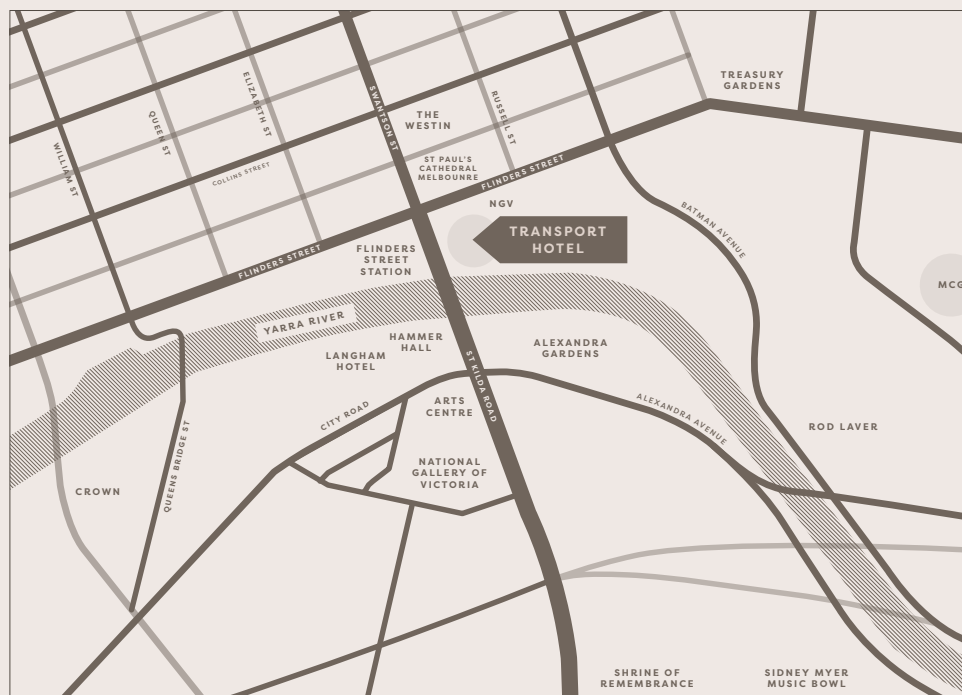 TREASURY
GARDENS
SWANTSON ST
ELIZABETH ST
QUEEN ST
RUSSELL ST
THE
WESTIN
WILLIAM ST
COLLINS STREET
ST PAUL'S
CATHEDRAL
MELBOUNRE
FLINDERS STREET
NGV
BATMAN AVENUE
TRANSPORT
HOTEL
FLINDERS STREET
FLINDERS
STREET
STATION
MCG
YARRA RIVER
HAMMER
HALL
ALEXANDRA
GARDENS
LANGHAM
HOTEL
ST KILDA ROAD
ARTS
CENTRE
CITY ROAD
ALEXANDRA AVENUE
ROD LAVER
QUEENS BRIDGE ST
NATIONAL
GALLERY OF
VICTORIA
CROWN
SHRINE OF
REMEMBRANCE
SIDNEY MYER
MUSIC BOWL